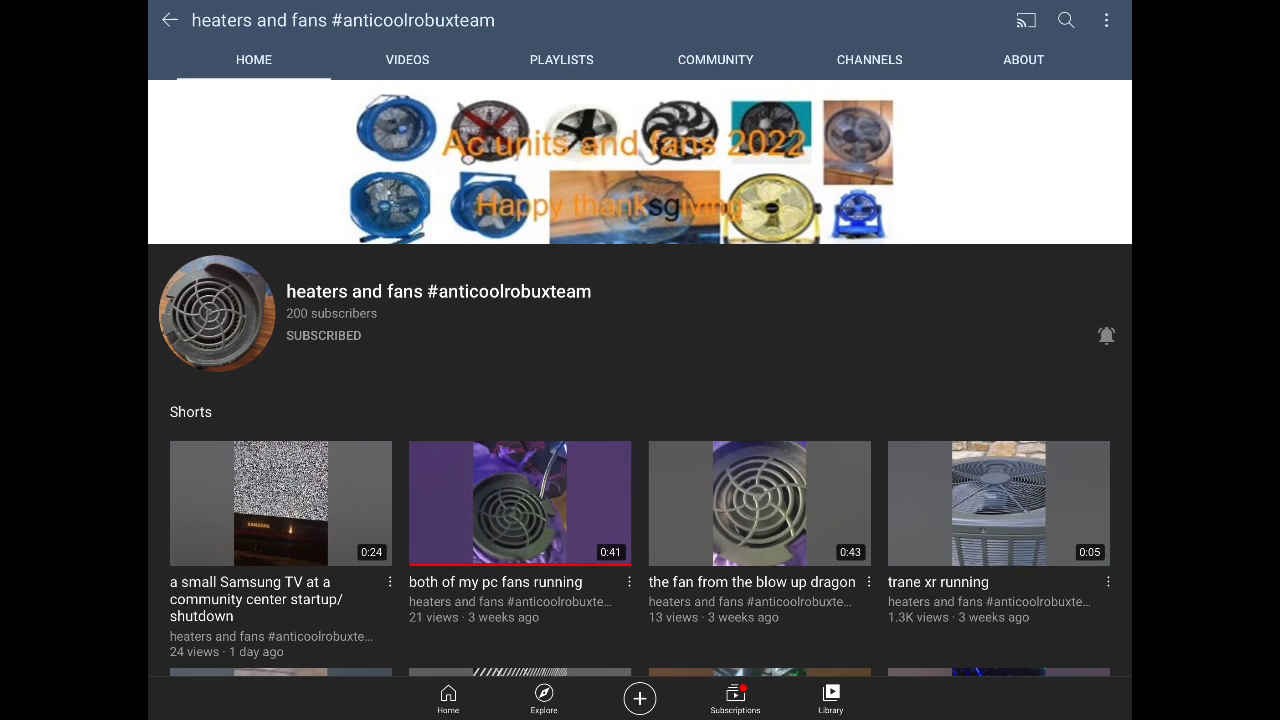 heaters and fans #anticoolrobuxteam
HOME VIDEOS PLAYLISTS COMMUNITY CHANNELS ABOUT
Ac units and fans 2022
Happy thanksgiving
heaters and fans #anticoolrobuxteam
200 subscribers
SUBSCRIBED
Shorts
SAMSUNG
0:24
0:41
0:43
0:05
a small Samsung TV at a
community center startup/
shutdown
heaters and fans #anticoolrobuxte...
24 views · 1 day ago
both of my pc fans running
heaters and fans #anticoolrobuxte...
21 views · 3 weeks ago
the fan from the blow up dragon
heaters and fans #anticoolrobuxte...
13 views · 3 weeks ago
trane xr running
heaters and fans #anticoolrobuxte...
1.3K views · 3 weeks ago
Home Explore Subscriptions Library